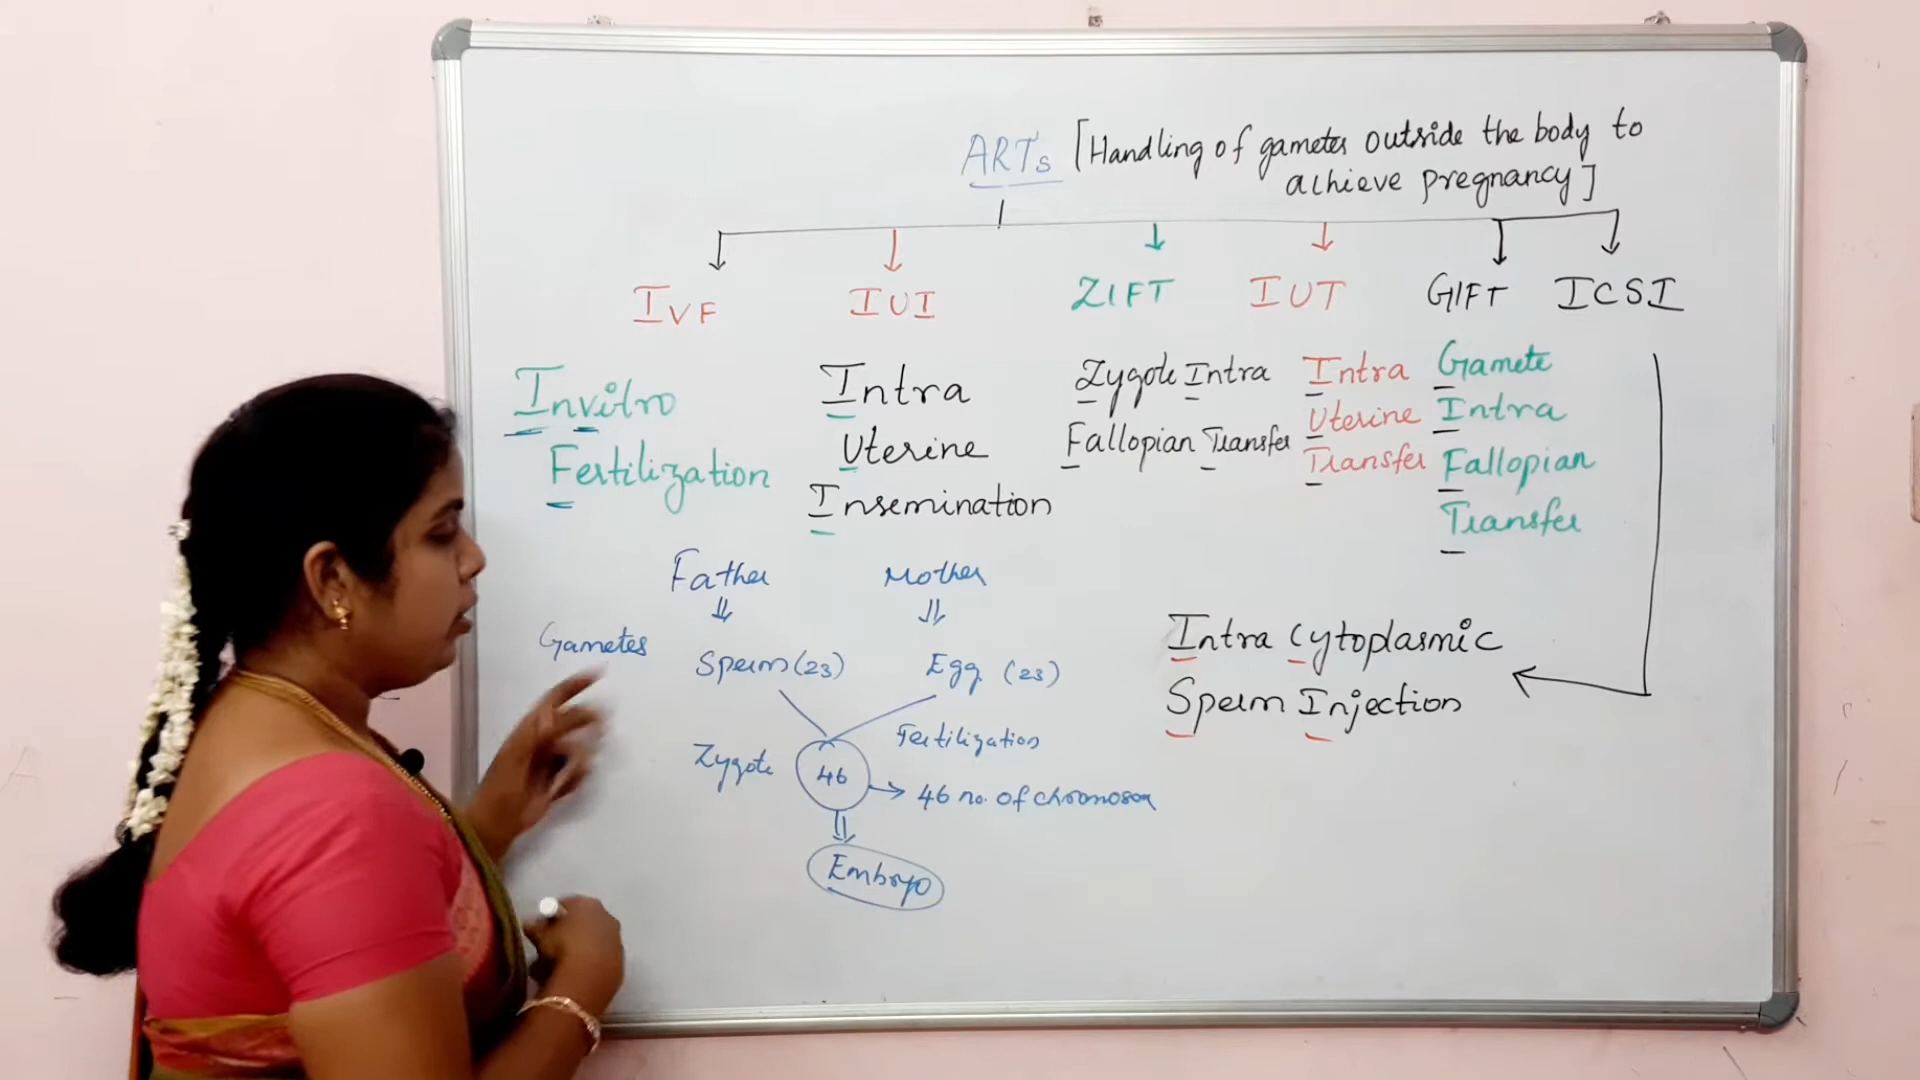 ARTs [Handling of gametes outside the body to
achieve pregnancy]
IVF IUI ZIFT IUT GIFT ICSI
Invitro
Fertilization
Intra
Uterine
Insemination
Zygote Intra
Fallopian Transfer
Intra
Uterine
Transfer
Gamete
Intra
Fallopian
Transfer
Father Mother
Gametes Sperm (23) Egg (23)
Fertilization
Zygote 46
46 no. of chromosom
Embryo
Intra Cytoplasmic
Sperm Injection